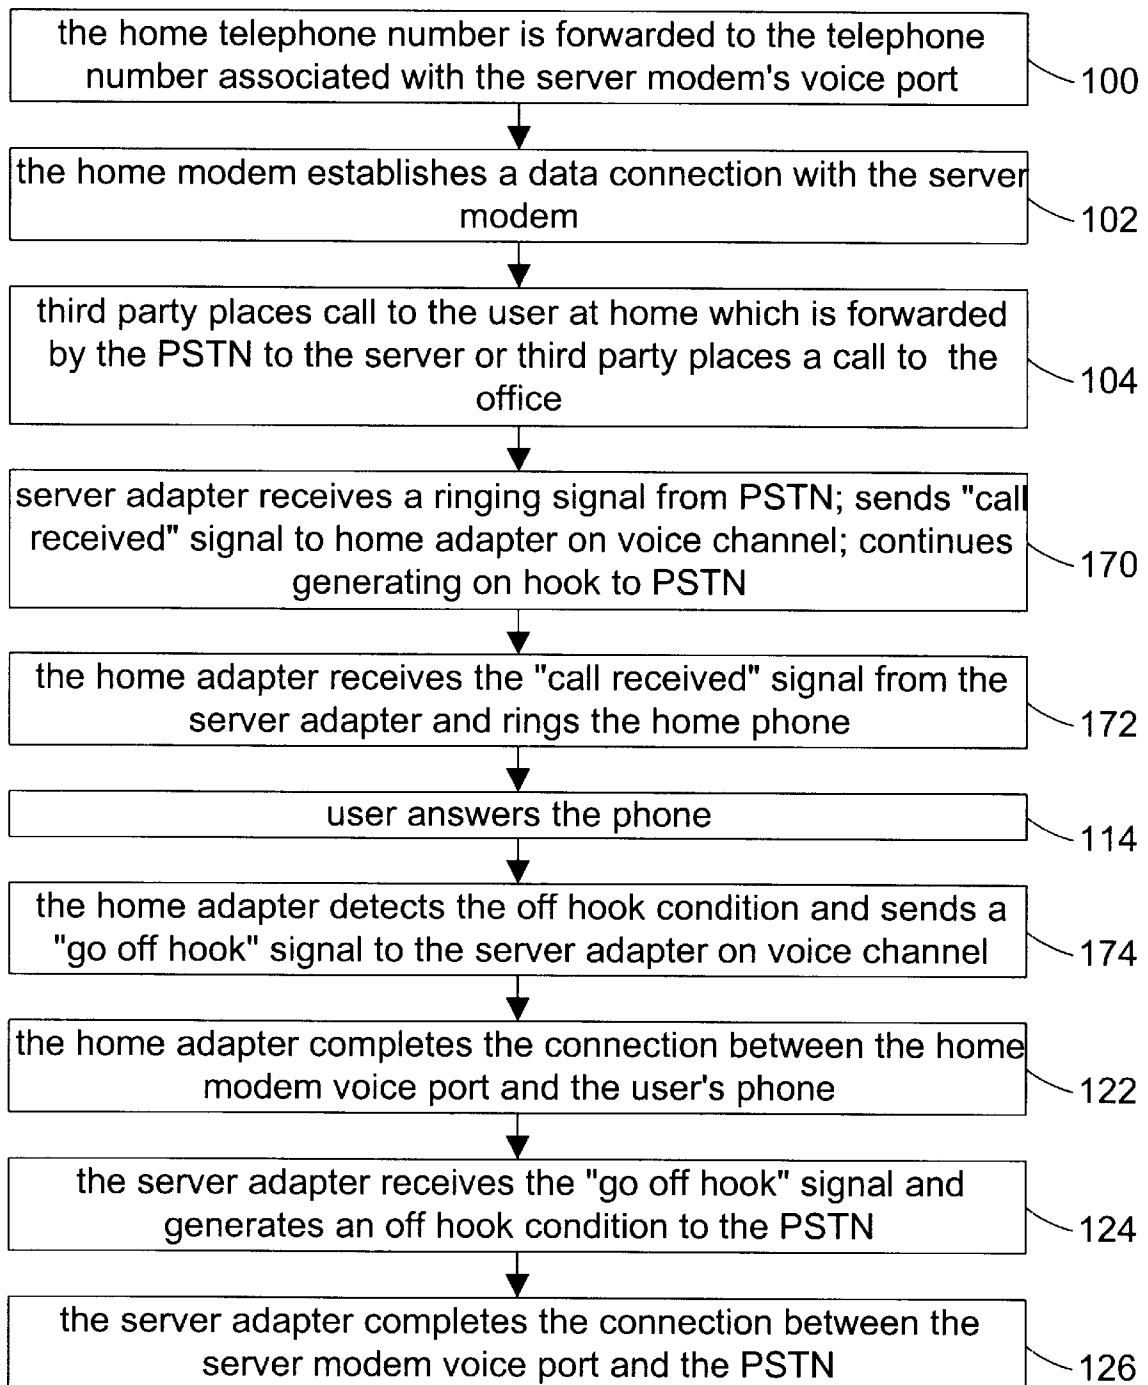 the home telephone number is forwarded to the telephone
number associated with the server modem's voice port
100
the home modem establishes a data connection with the server
modem
102
third party places call to the user at home which is forwarded
by the PSTN to the server or third party places a call to the
office
104
server adapter receives a ringing signal from PSTN; sends "call
received" signal to home adapter on voice channel; continues
generating on hook to PSTN
170
the home adapter receives the "call received" signal from the
server adapter and rings the home phone
172
user answers the phone
114
the home adapter detects the off hook condition and sends a
"go off hook" signal to the server adapter on voice channel
174
the home adapter completes the connection between the home
modem voice port and the user's phone
122
the server adapter receives the "go off hook" signal and
generates an off hook condition to the PSTN
124
the server adapter completes the connection between the
server modem voice port and the PSTN
126